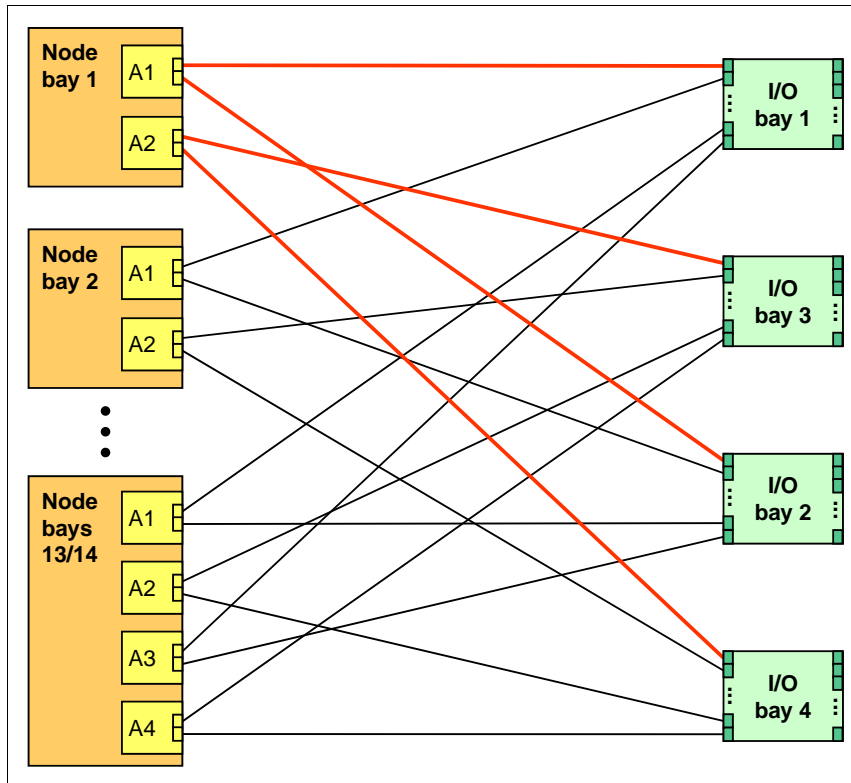 Node
bay 1
A1
A2
Node
bay 2
A1
A2
Node
bays
13/14
A1
A2
A3
A4
I/O
bay 1
I/O
bay 3
I/O
bay 2
I/O
bay 4